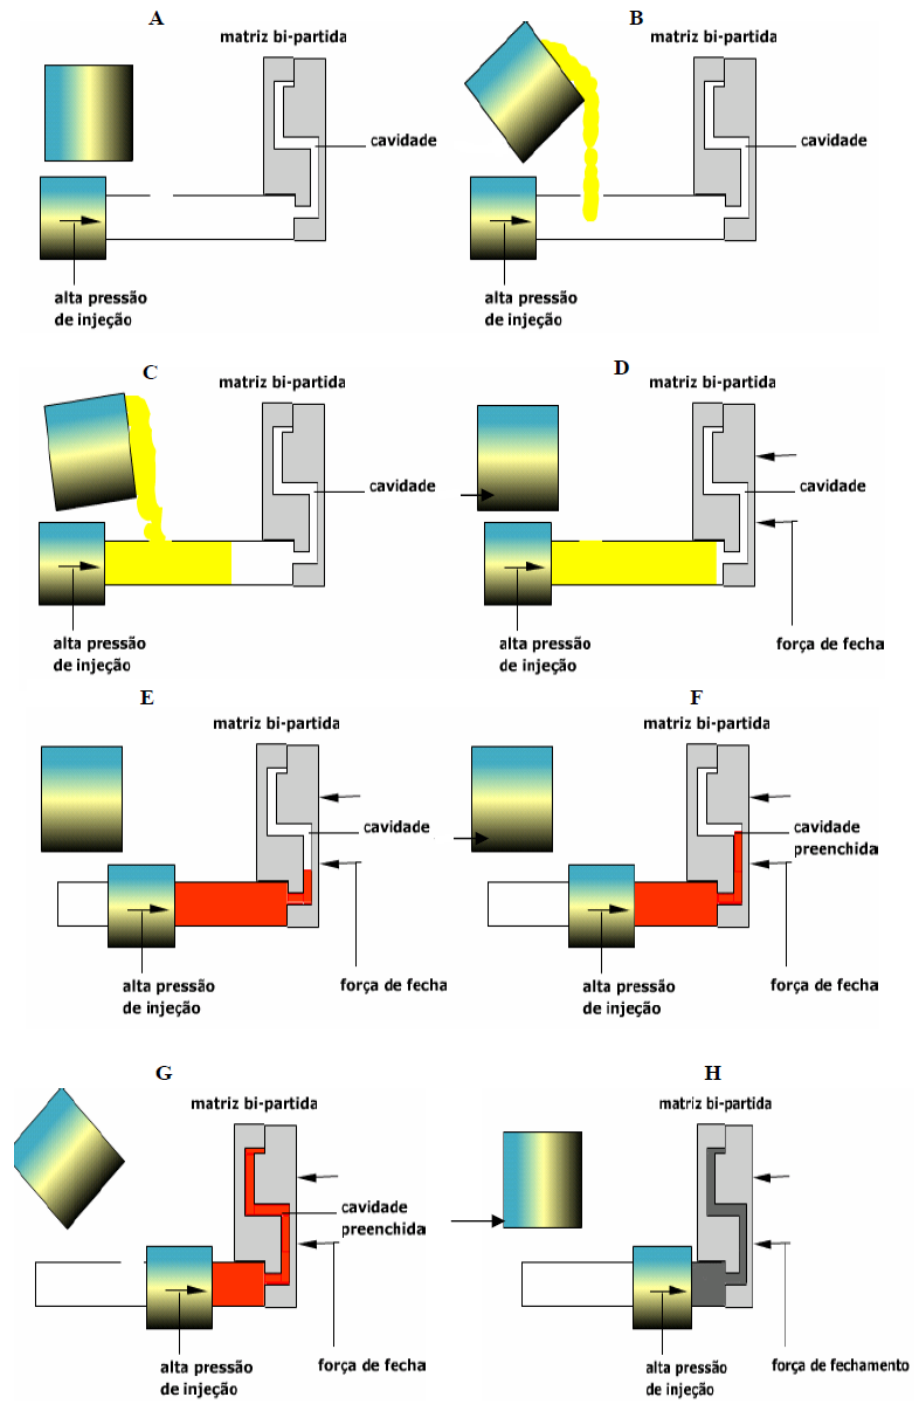 A
matriz bi-partida
cavidade
alta pressão
de injeção
B
matriz bi-partida
cavidade
alta pressão
de injeção
C
matriz bi-partida
cavidade
alta pressão
de injeção
D
matriz bi-partida
cavidade
força de fecha
alta pressão
de injeção
E
matriz bi-partida
cavidade
alta pressão
de injeção
força de fecha
F
matriz bi-partida
cavidade
preenchida
alta pressão
de injeção
força de fecha
G
matriz bi-partida
cavidade
preenchida
alta pressão
de injeção
força de fecha
H
matriz bi-partida
alta pressão
de injeção
força de fechamento